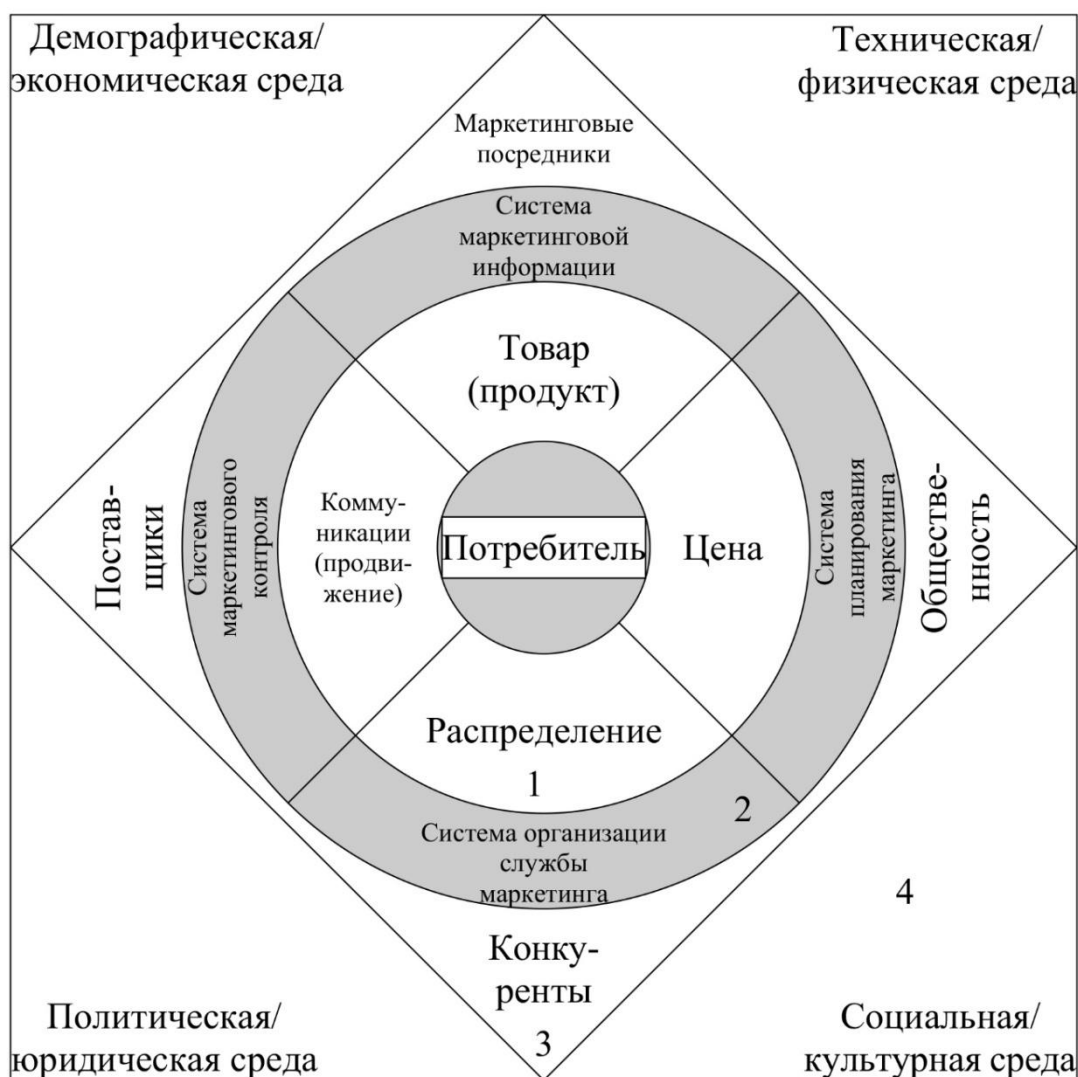 Демографическая/
экономическая среда
Техническая/
физическая среда
Маркетинговые
посредники
Система
маркетинговой
информации
Товар
(продукт)
Постав-
щики
Система
маркетингового
контроля
Комму-
никации
(продви-
жение)
Потребитель
Цена
Система
планирования
маркетинга
Обществе-
нность
Распределение
1
2
Система организации
службы
маркетинга
4
Конку-
ренты
3
Политическая/
юридическая среда
Социальная/
культурная среда